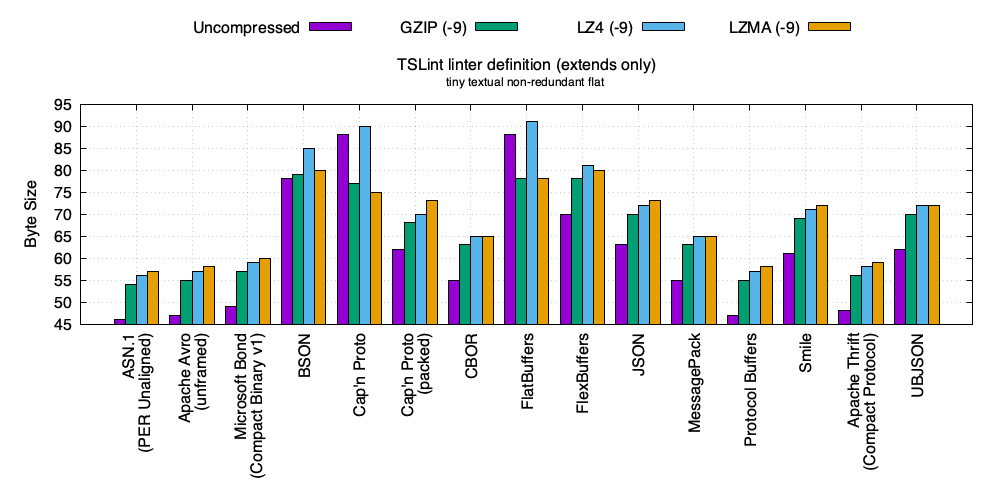 Uncompressed GZIP (-9) LZ4 (-9) LZMA (-9)
TSLint linter definition (extends only)
tiny textual non-redundant flat
Byte Size
95
90
85
80
75
70
65
60
55
50
45
ASN.1
(PER Unaligned)
Apache Avro
(unframed)
Microsoft Bond
(Compact Binary v1)
BSON
Cap'n Proto
Cap'n Proto
(packed)
CBOR
FlatBuffers
FlexBuffers
JSON
MessagePack
Protocol Buffers
Smile
Apache Thrift
(Compact Protocol)
UBJSON